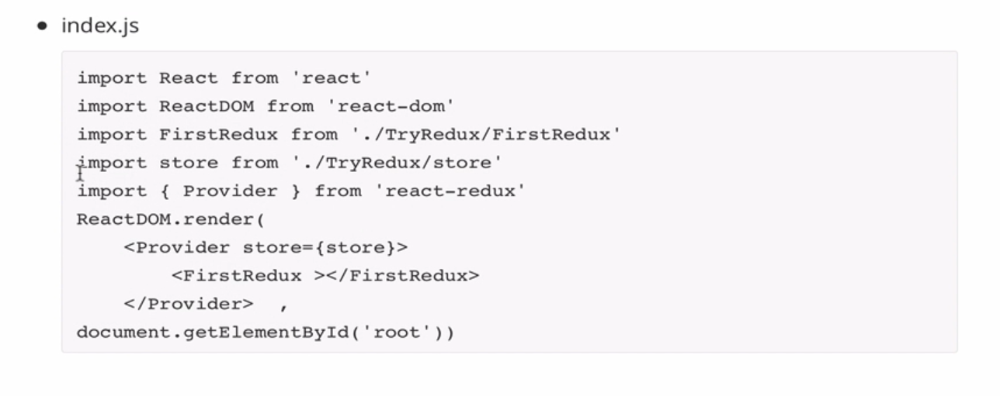 • index.js
import React from 'react'
import ReactDOM from 'react-dom'
import FirstRedux from './TryRedux/FirstRedux'
import store from './TryRedux/store'
import { Provider } from 'react-redux'
ReactDOM.render(
    <Provider store={store}>
        <FirstRedux ></FirstRedux>
    </Provider>  ,
document.getElementById('root'))